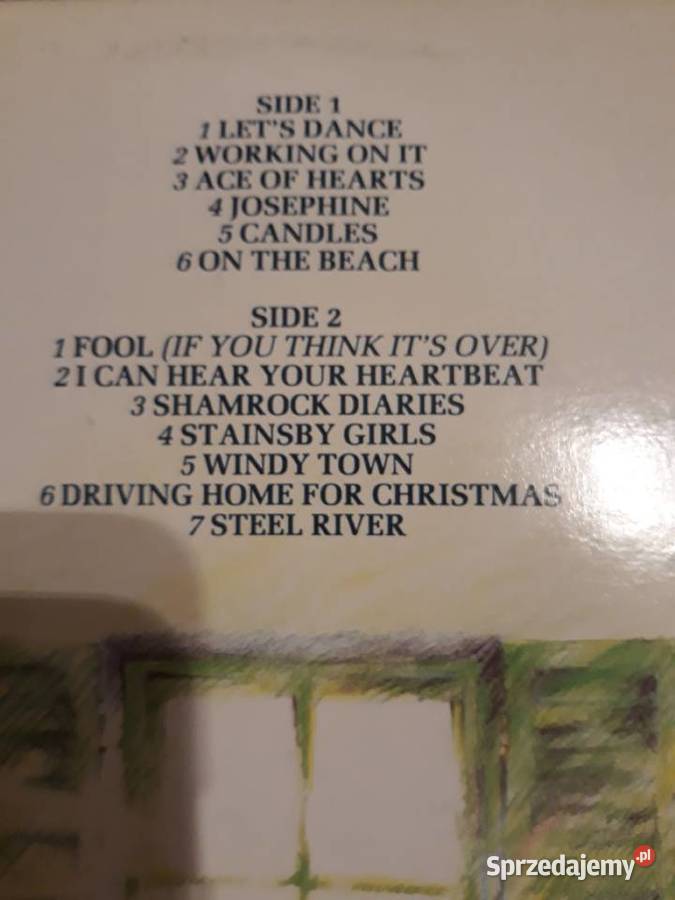 SIDE 1
1 LET'S DANCE
2 WORKING ON IT
3 ACE OF HEARTS
4 JOSEPHINE
5 CANDLES
6 ON THE BEACH
SIDE 2
1 FOOL (IF YOU THINK IT'S OVER)
2 I CAN HEAR YOUR HEARTBEAT
3 SHAMROCK DIARIES
4 STAINSBY GIRLS
5 WINDY TOWN
6 DRIVING HOME FOR CHRISTMAS
7 STEEL RIVER
Sprzedajemy.pl